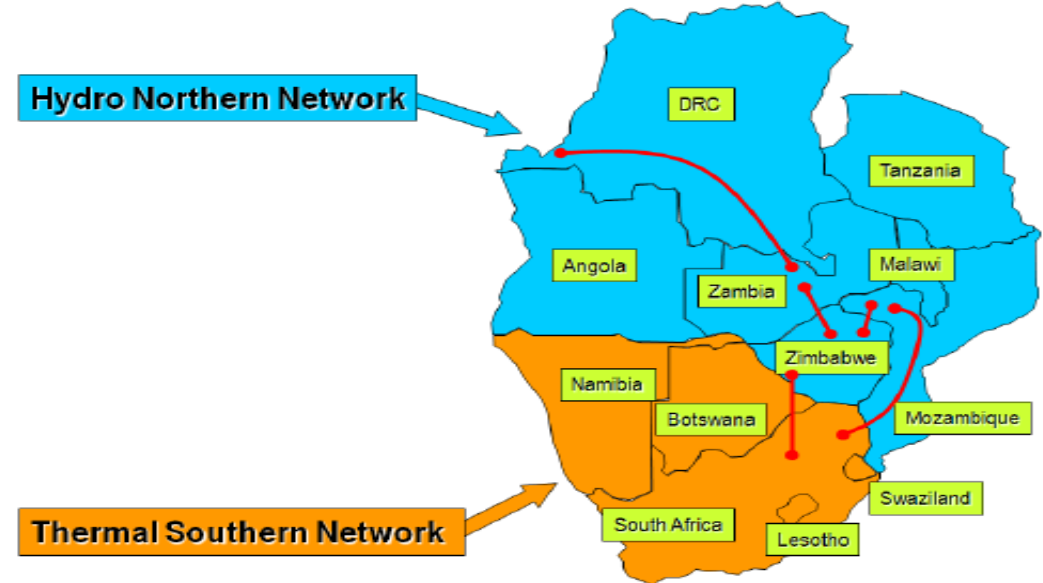 Hydro Northern Network
DRC
Tanzania
Angola
Zambia
Malawi
Zimbabwe
Namibia
Botswana
Mozambique
Swaziland
South Africa
Lesotho
Thermal Southern Network